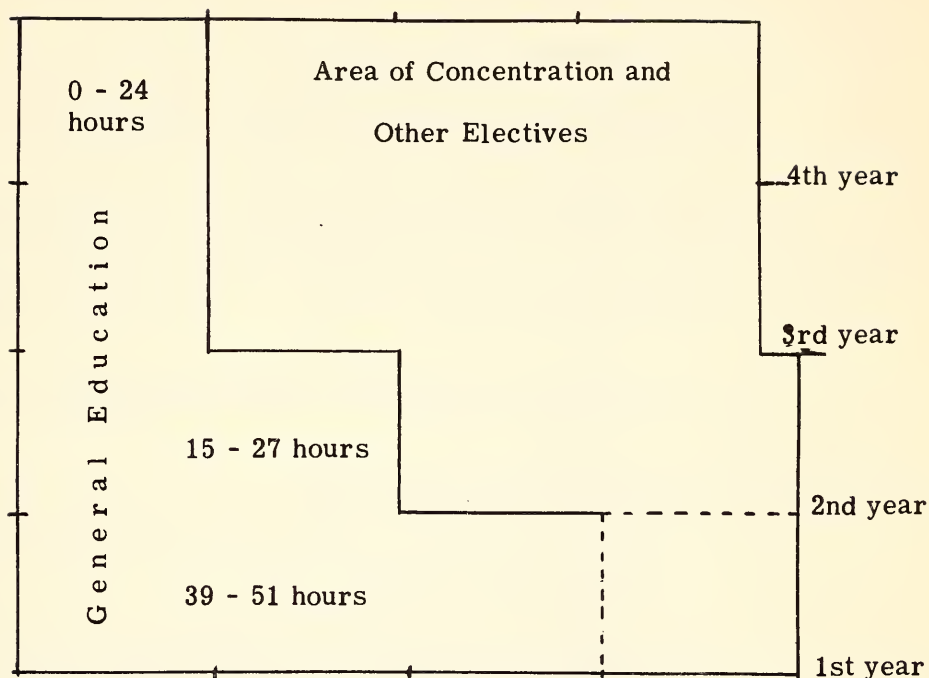 0 - 24
hours
Area of Concentration and
Other Electives
4th year
General Education
3rd year
15 - 27 hours
2nd year
39 - 51 hours
1st year